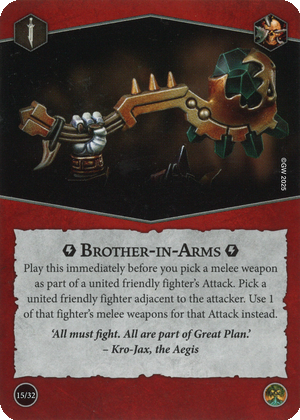 ©GW 2025
Brother-in-Arms
Play this immediately before you pick a melee weapon
as part of a united friendly fighter's Attack. Pick a
united friendly fighter adjacent to the attacker. Use 1
of that fighter's melee weapons for that Attack instead.
'All must fight. All are part of Great Plan.'
– Kro-Jax, the Aegis
15/32